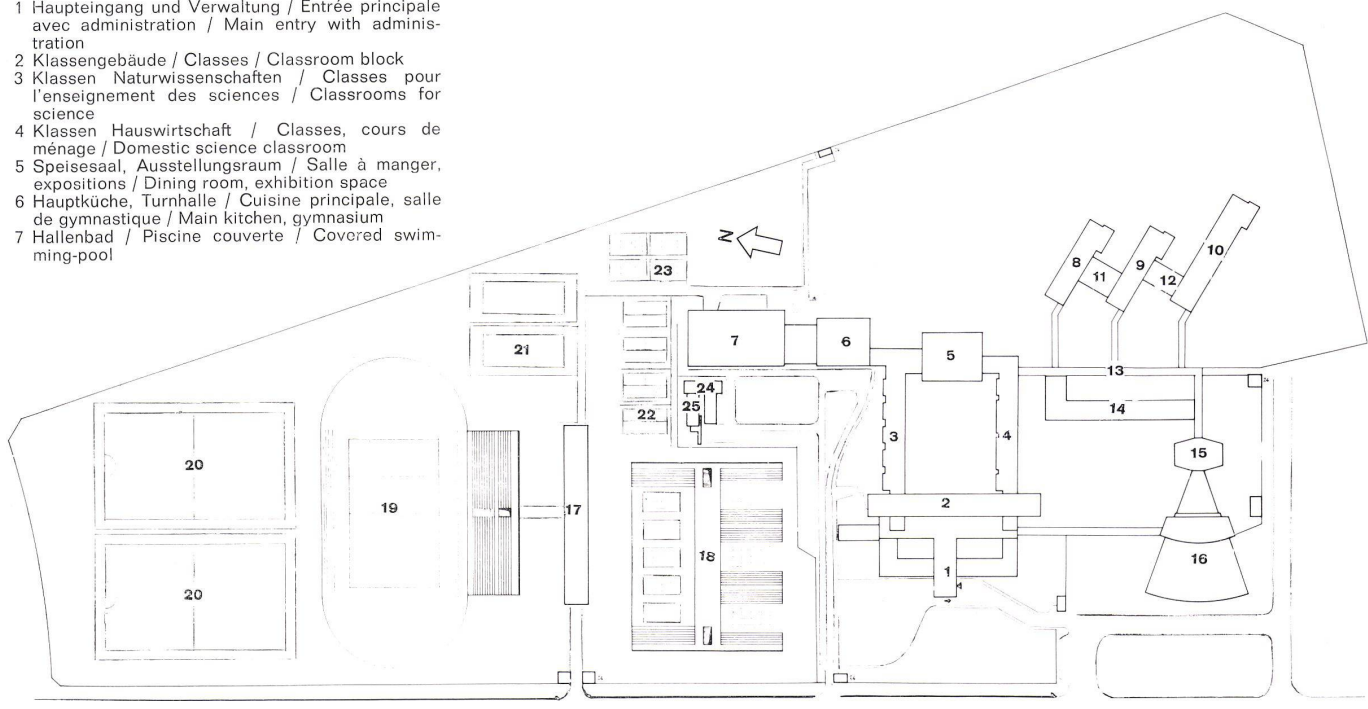 1 Haupteingang und Verwaltung / Entrée principale
avec administration / Main entry with adminis-
tration
2 Klassengebäude / Classes / Classroom block
3 Klassen Naturwissenschaften / Classes pour
l'enseignement des sciences / Classrooms for
science
4 Klassen Hauswirtschaft / Classes, cours de
ménage / Domestic science classroom
5 Speisesaal, Ausstellungsraum / Salle à manger,
expositions / Dining room, exhibition space
6 Hauptküche, Turnhalle / Cuisine principale, salle
de gymnastique / Main kitchen, gymnasium
7 Hallenbad / Piscine couverte / Covered swim-
ming-pool
N
23
8
11
9
12
10
21
7
6
5
13
24
25
22
14
3
4
20
15
19
17
2
18
16
1
20